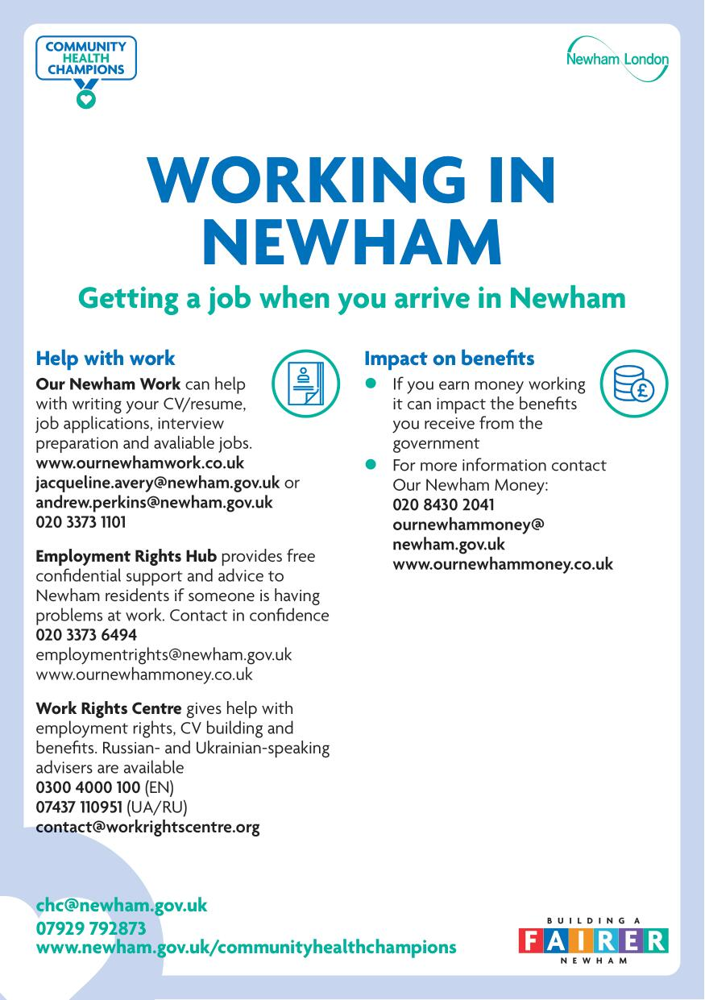 COMMUNITY
HEALTH
CHAMPIONS
Newham London
WORKING IN
NEWHAM
Getting a job when you arrive in Newham
Help with work
Our Newham Work can help
with writing your CV/resume,
job applications, interview
preparation and avaliable jobs.
www.ournewhamwork.co.uk
jacqueline.avery@newham.gov.uk or
andrew.perkins@newham.gov.uk
020 3373 1101
Employment Rights Hub provides free
confidential support and advice to
Newham residents if someone is having
problems at work. Contact in confidence
020 3373 6494
employmentrights@newham.gov.uk
www.ournewhammoney.co.uk
Work Rights Centre gives help with
employment rights, CV building and
benefits. Russian- and Ukrainian-speaking
advisers are available
0300 4000 100 (EN)
07437 110951 (UA/RU)
contact@workrightscentre.org
Impact on benefits
£
● If you earn money working
it can impact the benefits
you receive from the
government
● For more information contact
Our Newham Money:
020 8430 2041
ournewhammoney@
newham.gov.uk
www.ournewhammoney.co.uk
chc@newham.gov.uk
07929 792873
www.newham.gov.uk/communityhealthchampions
BUILDING A
FAIRER
NEWHAM